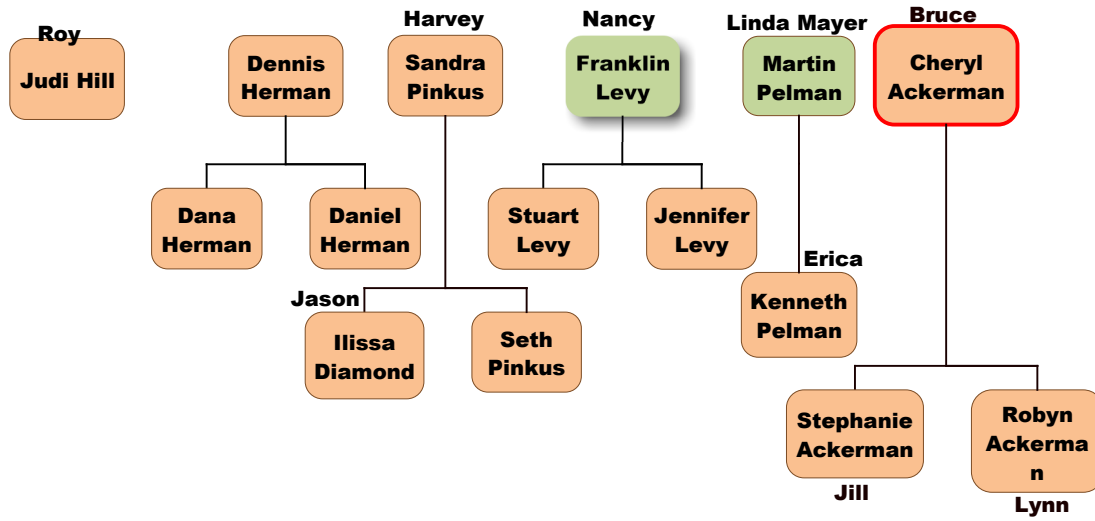 Roy
Judi Hill
Dennis
Herman
Harvey
Sandra
Pinkus
Nancy
Franklin
Levy
Linda Mayer
Martin
Pelman
Bruce
Cheryl
Ackerman
Dana
Herman
Daniel
Herman
Stuart
Levy
Jennifer
Levy
Jason
Ilissa
Diamond
Seth
Pinkus
Erica
Kenneth
Pelman
Stephanie
Ackerman
Jill
Robyn
Ackerma
n
Lynn